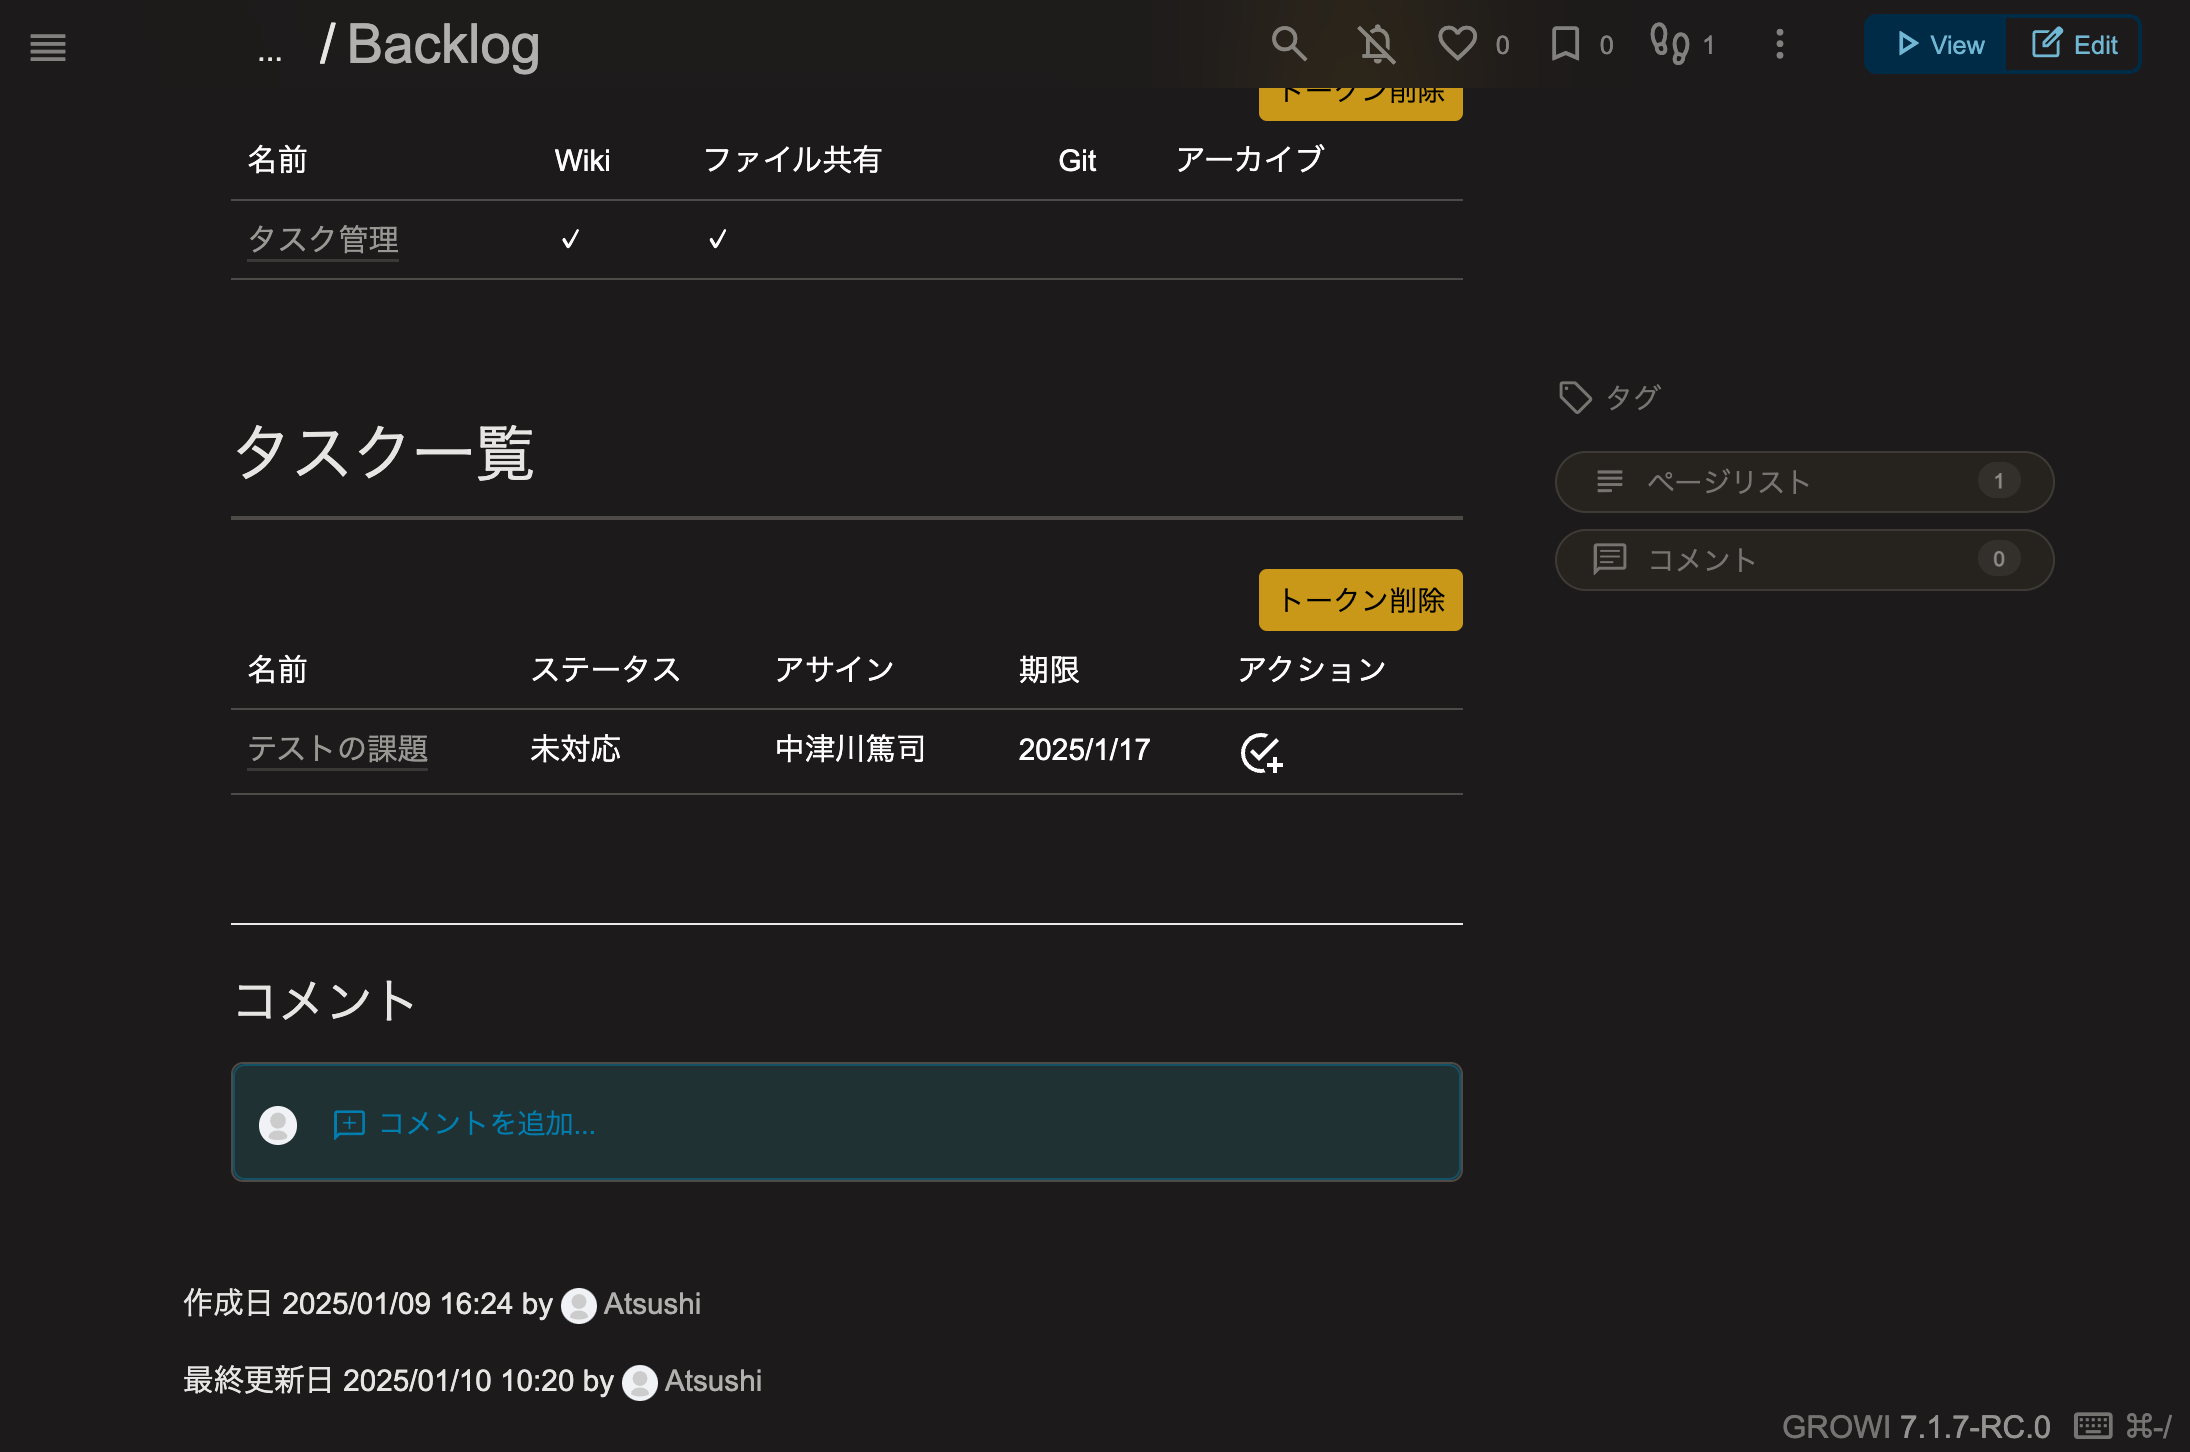 ... / Backlog
0 0 1 View Edit
トークン削除
名前 Wiki ファイル共有 Git アーカイブ
タスク管理 ✓ ✓
タスク一覧
タグ
ページリスト 1
コメント 0
トークン削除
名前 ステータス アサイン 期限 アクション
テストの課題 未対応 中津川篤司 2025/1/17
コメント
コメントを追加...
作成日 2025/01/09 16:24 by Atsushi
最終更新日 2025/01/10 10:20 by Atsushi
GROWI 7.1.7-RC.0 ⌘-/